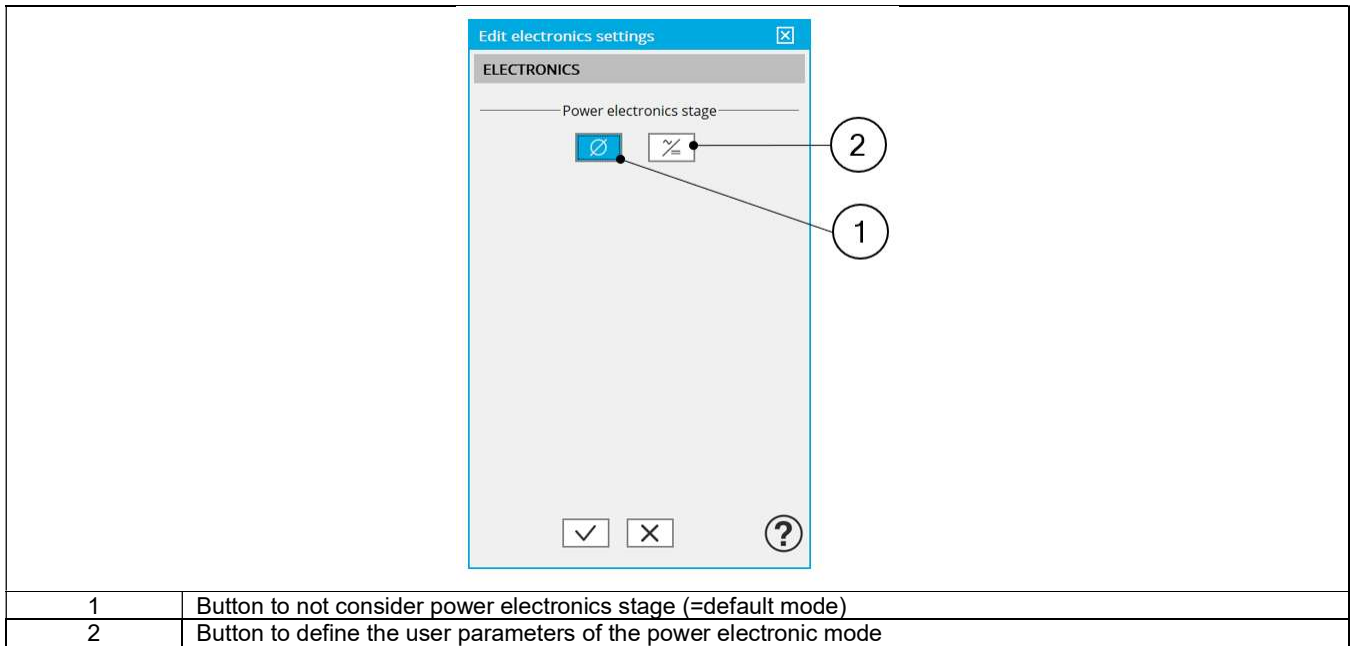 Edit electronics settings
ELECTRONICS
Power electronics stage
2
1
?
1 Button to not consider power electronics stage (=default mode)
2 Button to define the user parameters of the power electronic mode